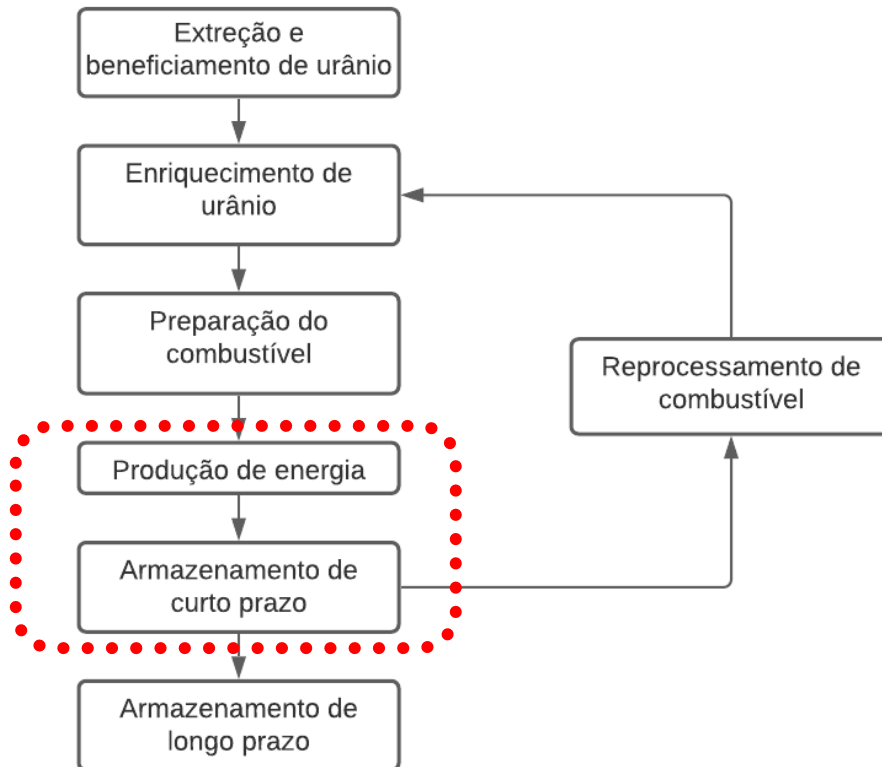 Extreção e
beneficiamento de urânio
Enriquecimento de
urânio
Preparação do
combustível
Reprocessamento de
combustível
Produção de energia
Armazenamento de
curto prazo
Armazenamento de
longo prazo